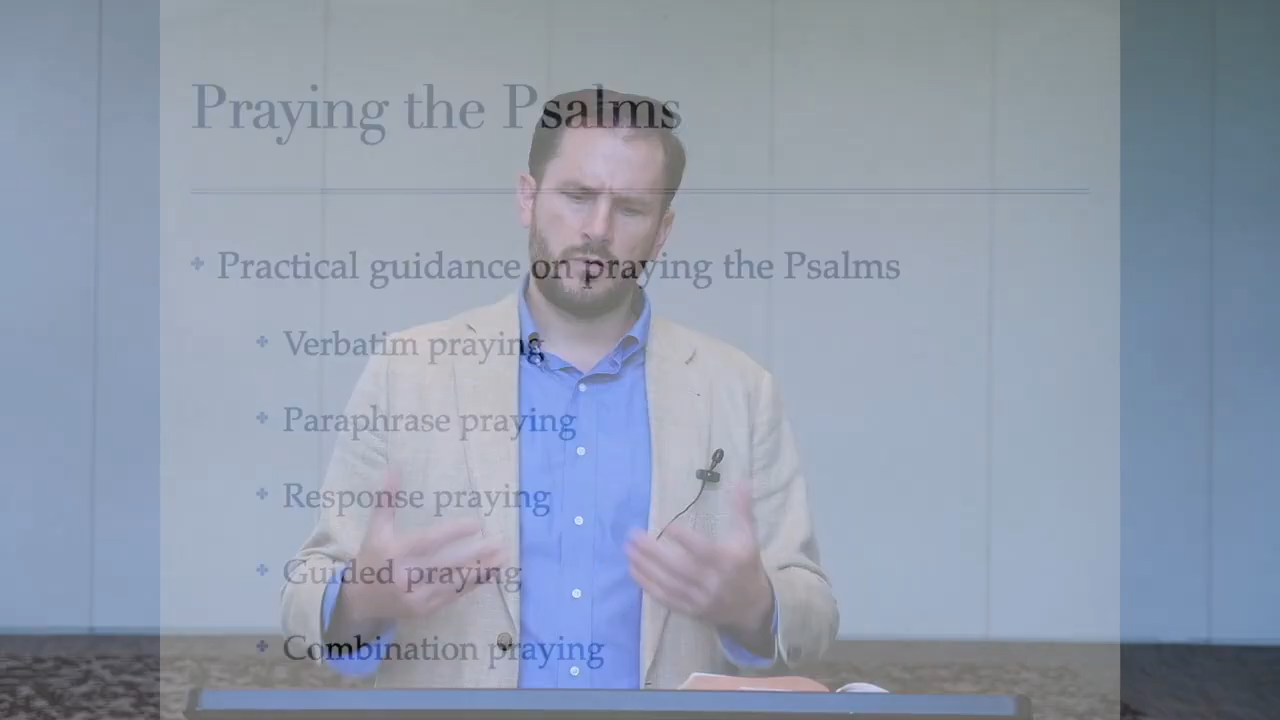 Praying the Psalms
Practical guidance on praying the Psalms
Verbatim praying
Paraphrase praying
Response praying
Guided praying
Combination praying